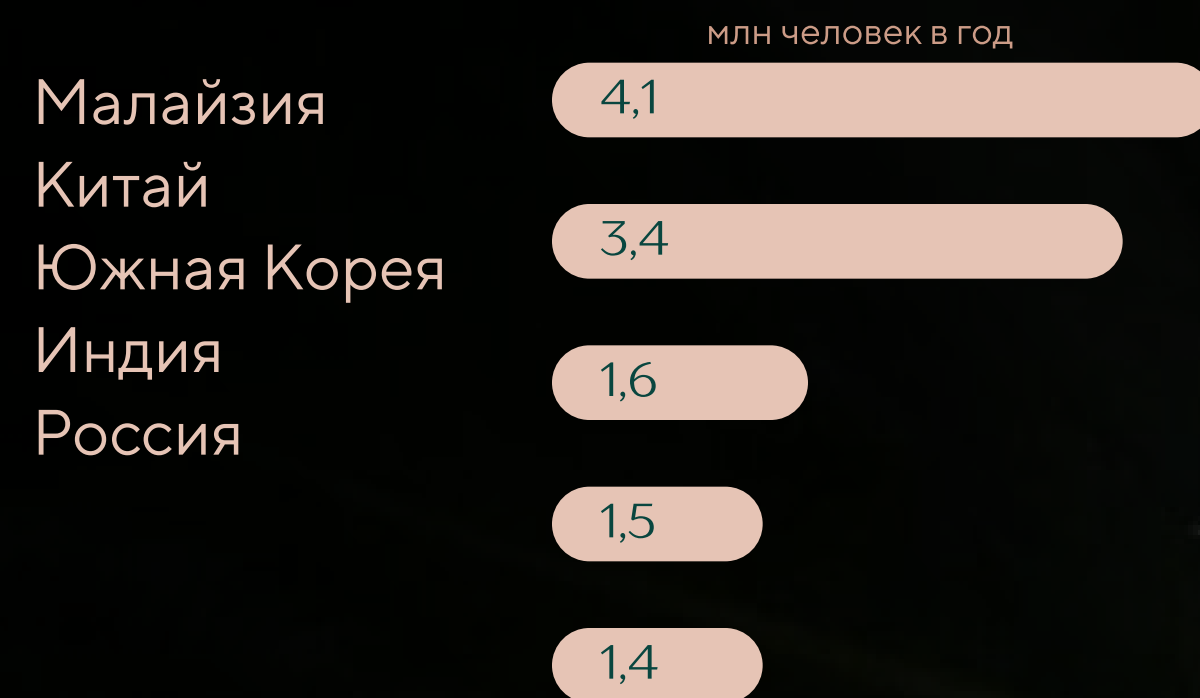 млн человек в год
Малайзия
4,1
Китай
3,4
Южная Корея
1,6
Индия
1,5
Россия
1,4